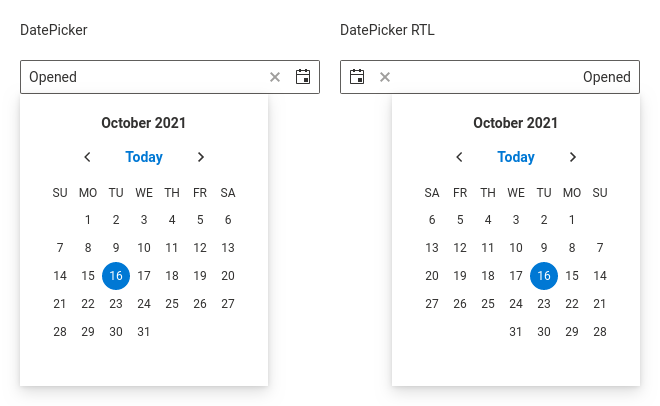 DatePicker
Opened
October 2021
Today
SU MO TU WE TH FR SA
1 2 3 4 5 6
7 8 9 10 11 12 13
14 15 16 17 18 19 20
21 22 23 24 25 26 27
28 29 30 31
DatePicker RTL
Opened
October 2021
Today
SA FR TH WE TU MO SU
6 5 4 3 2 1
13 12 11 10 9 8 7
20 19 18 17 16 15 14
27 26 25 24 23 22 21
31 30 29 28